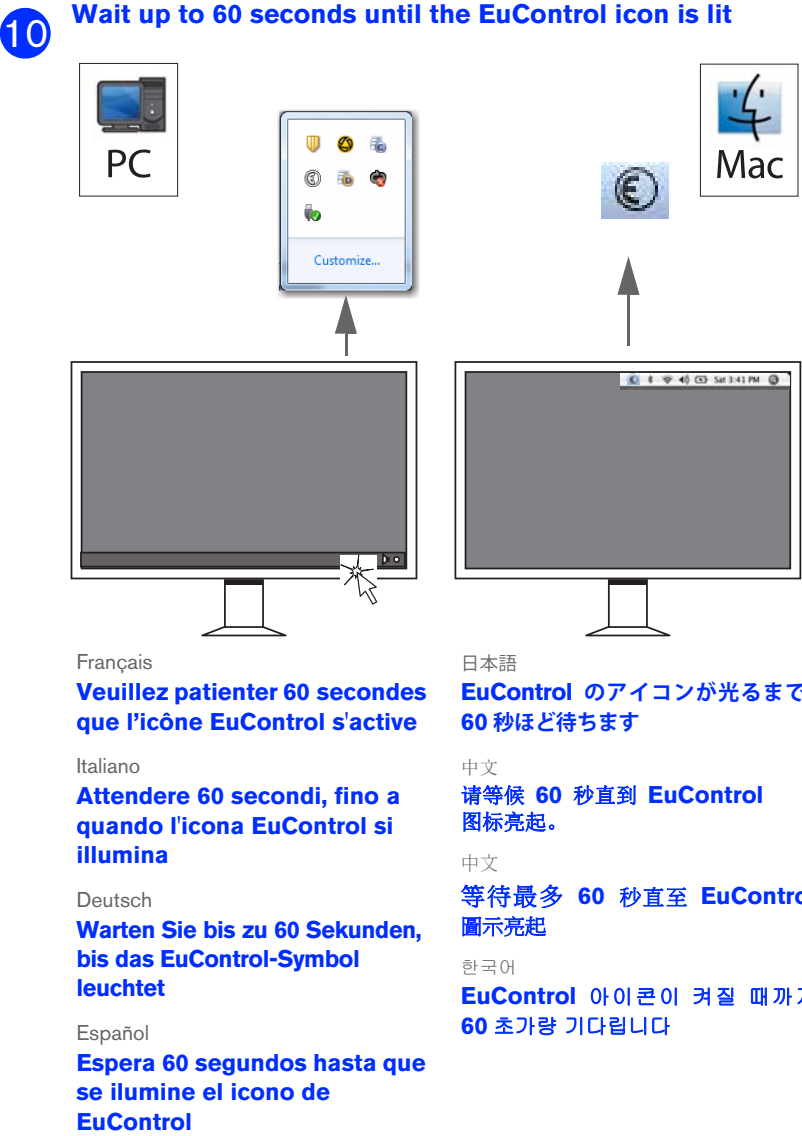 10
Wait up to 60 seconds until the EuControl icon is lit
PC
Customize...
Mac
Sat 3:41 PM
Français
Veuillez patienter 60 secondes
que l’icône EuControl s'active
Italiano
Attendere 60 secondi, fino a
quando l'icona EuControl si
illumina
Deutsch
Warten Sie bis zu 60 Sekunden,
bis das EuControl-Symbol
leuchtet
Español
Espera 60 segundos hasta que
se ilumine el icono de
EuControl
日本語
EuControl のアイコンが光るまで
60 秒ほど待ちます
中文
请等候 60 秒直到 EuControl
图标亮起。
中文
等待最多 60 秒直至 EuContro
圖示亮起
한국어
EuControl 아이콘이 켜질 때까지
60 초가량 기다립니다